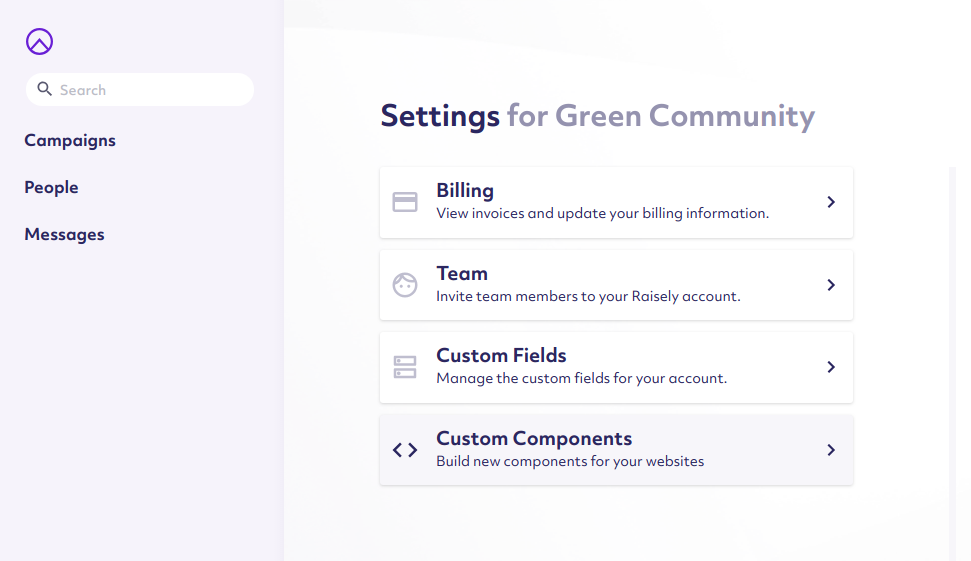 Search
Campaigns
People
Messages
Settings for Green Community
Billing
View invoices and update your billing information.
Team
Invite team members to your Raisely account.
Custom Fields
Manage the custom fields for your account.
Custom Components
Build new components for your websites